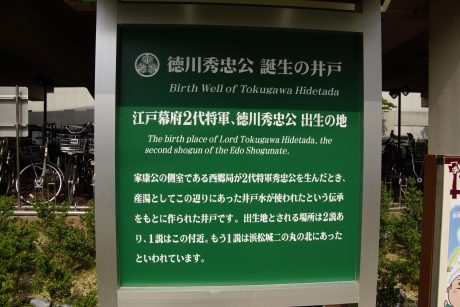 徳川秀忠公 誕生の井戸
Birth Well of Tokugawa Hidetada
江戸幕府2代将軍、徳川秀忠公 出生の地
The birth place of Lord Tokugawa Hidetada, the
second shogun of the Edo Shogunate.
家康公の側室である西郷局が2代将軍秀忠公を生んだとき、
産湯としてこの辺りにあった井戸水が使われたという伝承
をもとに作られた井戸です。出生地とされる場所は2説あ
り、1説はこの付近。もう1説は浜松城二の丸の北にあった
といわれています。